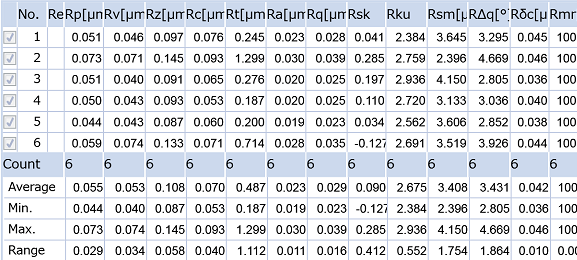 No. Re Rp[µm Rv[µm Rz[µm Rc[µm Rt[µm Ra[µm Rq[µm Rsk Rku Rsm[µ RΔq[° Rδc[µ Rmr
1 0.051 0.046 0.097 0.076 0.245 0.023 0.028 0.041 2.384 3.645 3.295 0.045 100
2 0.073 0.071 0.145 0.093 1.299 0.030 0.039 0.285 2.759 2.396 4.669 0.046 100
3 0.051 0.040 0.091 0.065 0.276 0.020 0.025 0.197 2.936 4.150 2.805 0.036 100
4 0.050 0.043 0.093 0.053 0.187 0.020 0.025 0.110 2.720 3.133 3.036 0.040 100
5 0.044 0.043 0.087 0.060 0.200 0.019 0.023 0.034 2.562 3.606 2.852 0.038 100
6 0.059 0.074 0.133 0.071 0.714 0.028 0.035 -0.127 2.691 3.519 3.926 0.044 100
Count 6 6 6 6 6 6 6 6 6 6 6 6 6
Average 0.055 0.053 0.108 0.070 0.487 0.023 0.029 0.090 2.675 3.408 3.431 0.042 100
Min. 0.044 0.040 0.087 0.053 0.187 0.019 0.023 -0.127 2.384 2.396 2.805 0.036 100
Max. 0.073 0.074 0.145 0.093 1.299 0.030 0.039 0.285 2.936 4.150 4.669 0.046 100
Range 0.029 0.034 0.058 0.040 1.112 0.011 0.016 0.412 0.552 1.754 1.864 0.010 0.00